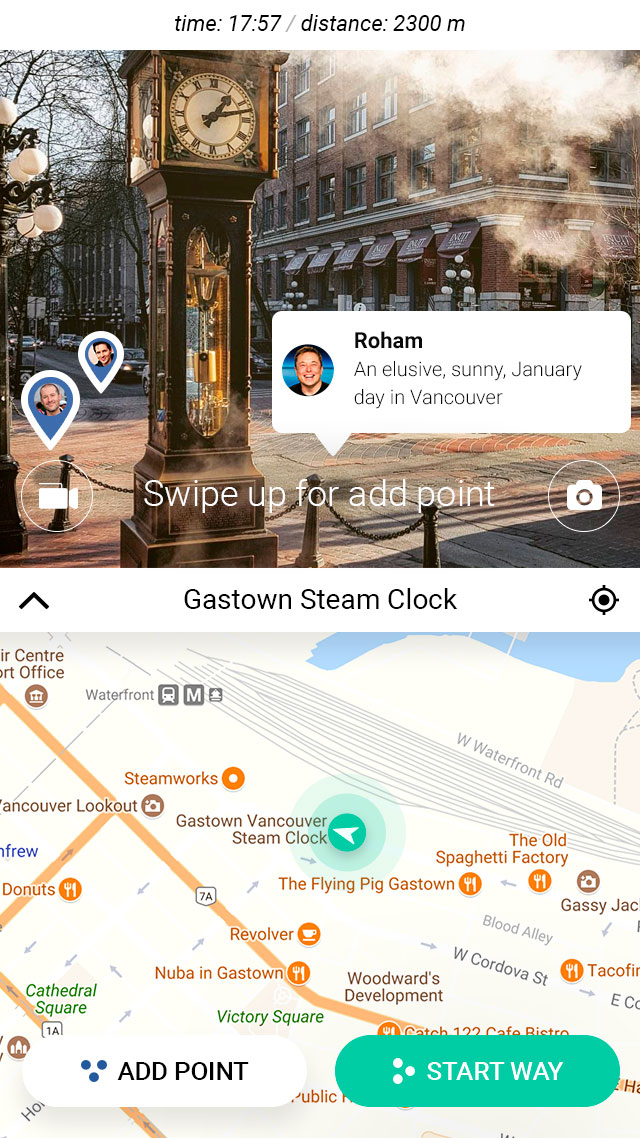 time: 17:57 / distance: 2300 m
Roham
An elusive, sunny, January
day in Vancouver
Swipe up for add point
Gastown Steam Clock
ir Centre
ort Office
Waterfront
M
W Waterfront Rd
Steamworks
Vancouver Lookout
Gastown Vancouver
Steam Clock
nfrew
The Old
Spaghetti Factory
Donuts
The Flying Pig Gastown
7A
Gassy Jac
Revolver
Blood Alley
W Cordova St
Nuba in Gastown
Woodward's
Development
Tacofin
E Co
Cathedral
Square
Victory Square
1A
Catch 122 Cafe Bistro
ADD POINT
START WAY
Public